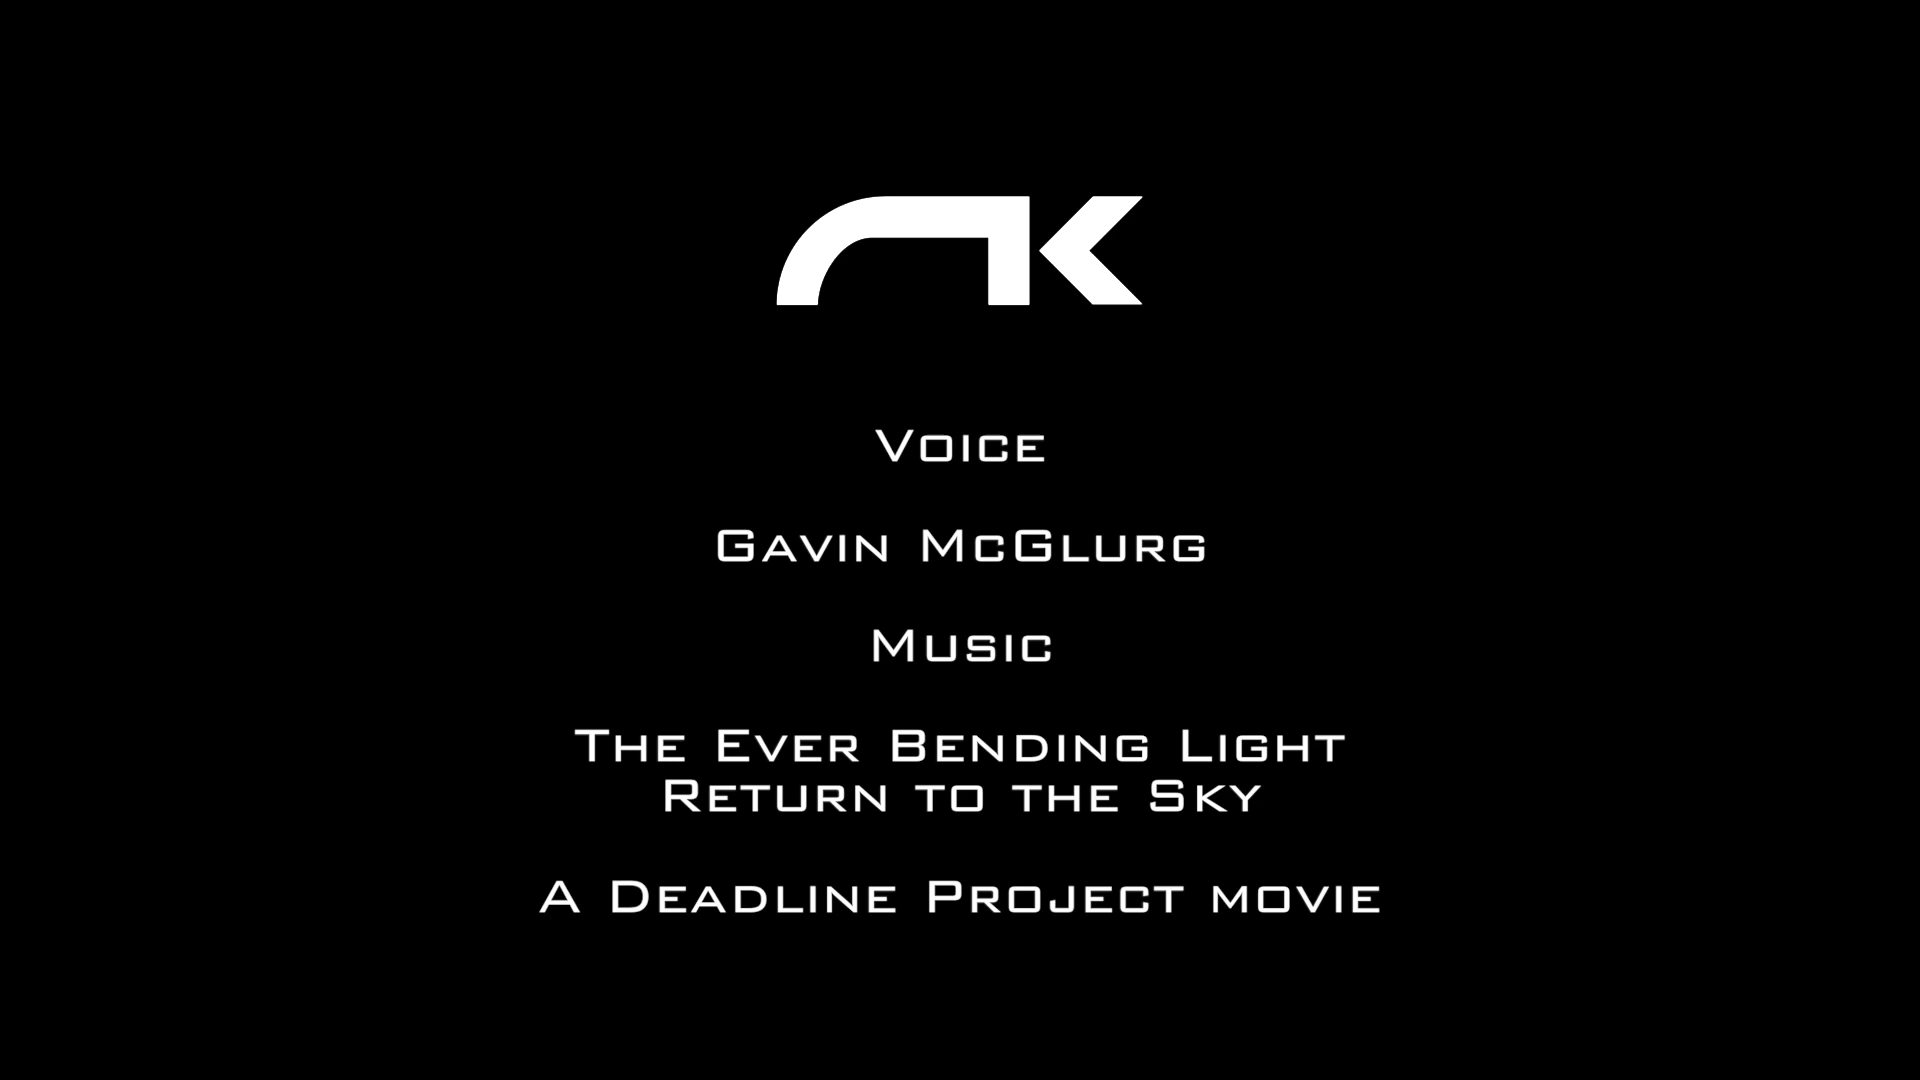 Voice
Gavin McGlurg
Music
The Ever Bending Light
Return to the Sky
A Deadline Project movie